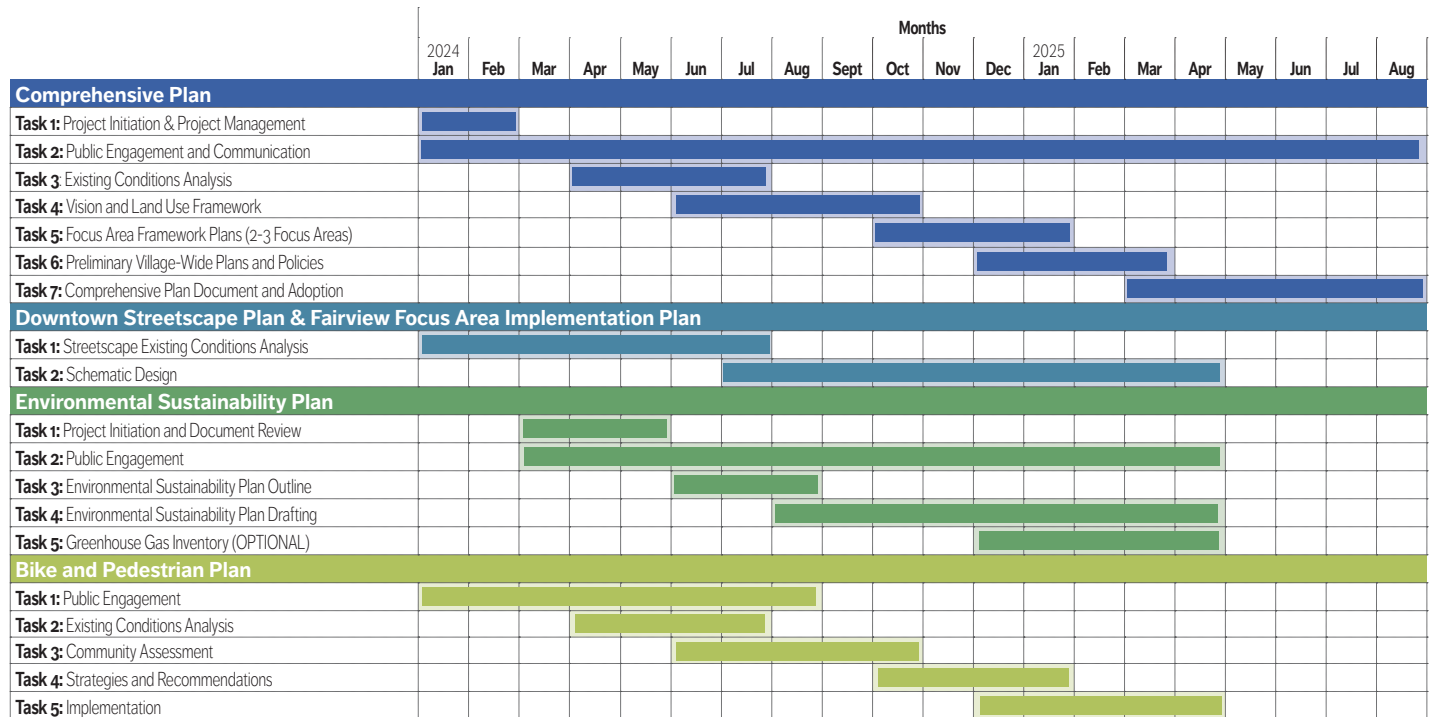 Months
2024 2025
Jan Feb Mar Apr May Jun Jul Aug Sept Oct Nov Dec Jan Feb Mar Apr May Jun Jul Aug
Comprehensive Plan
Task 1: Project Initiation & Project Management
Task 2: Public Engagement and Communication
Task 3: Existing Conditions Analysis
Task 4: Vision and Land Use Framework
Task 5: Focus Area Framework Plans (2-3 Focus Areas)
Task 6: Preliminary Village-Wide Plans and Policies
Task 7: Comprehensive Plan Document and Adoption
Downtown Streetscape Plan & Fairview Focus Area Implementation Plan
Task 1: Streetscape Existing Conditions Analysis
Task 2: Schematic Design
Environmental Sustainability Plan
Task 1: Project Initiation and Document Review
Task 2: Public Engagement
Task 3: Environmental Sustainability Plan Outline
Task 4: Environmental Sustainability Plan Drafting
Task 5: Greenhouse Gas Inventory (OPTIONAL)
Bike and Pedestrian Plan
Task 1: Public Engagement
Task 2: Existing Conditions Analysis
Task 3: Community Assessment
Task 4: Strategies and Recommendations
Task 5: Implementation